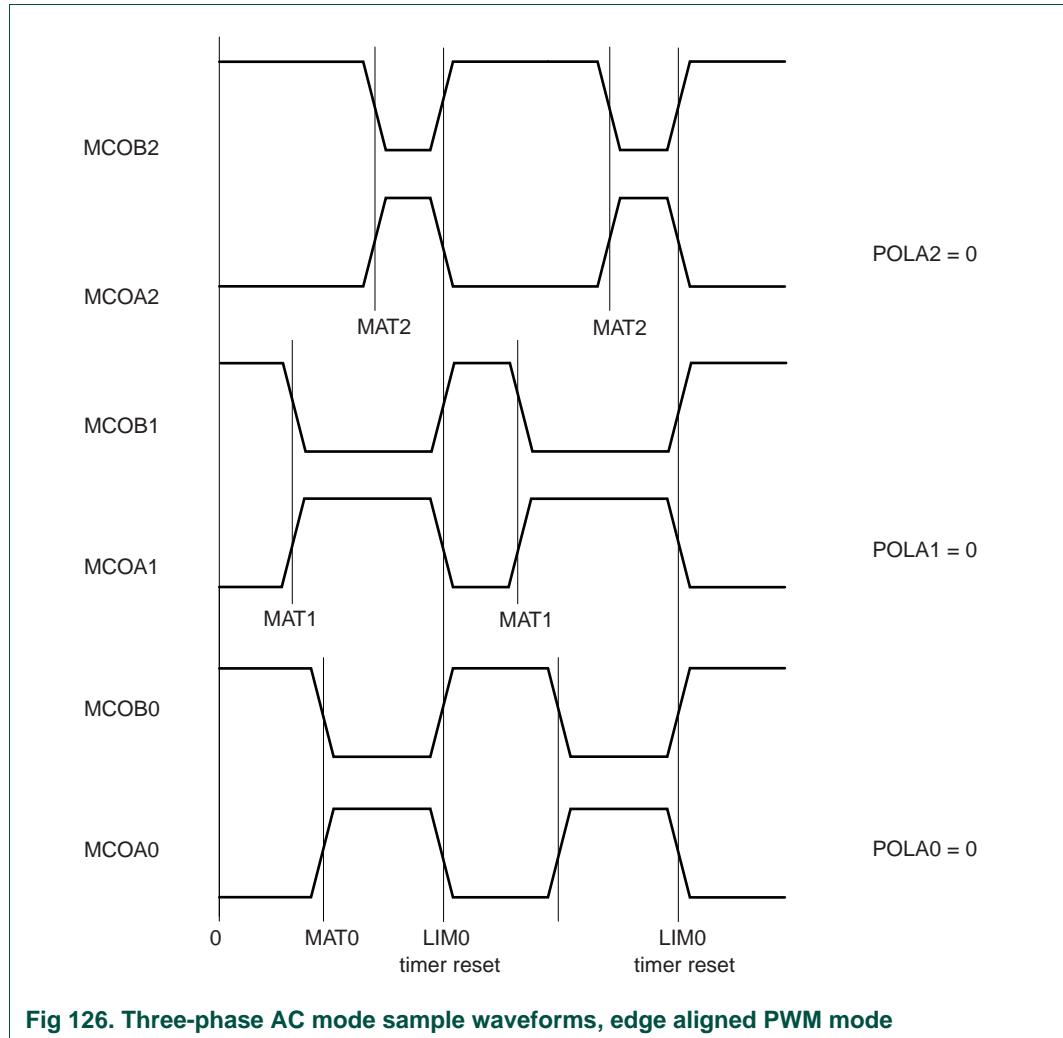 MCOB2
POLA2 = 0
MCOA2
MAT2 MAT2
MCOB1
POLA1 = 0
MCOA1
MAT1 MAT1
MCOB0
MCOA0 POLA0 = 0
0 MAT0 LIM0 LIM0
timer reset timer reset
Fig 126. Three-phase AC mode sample waveforms, edge aligned PWM mode